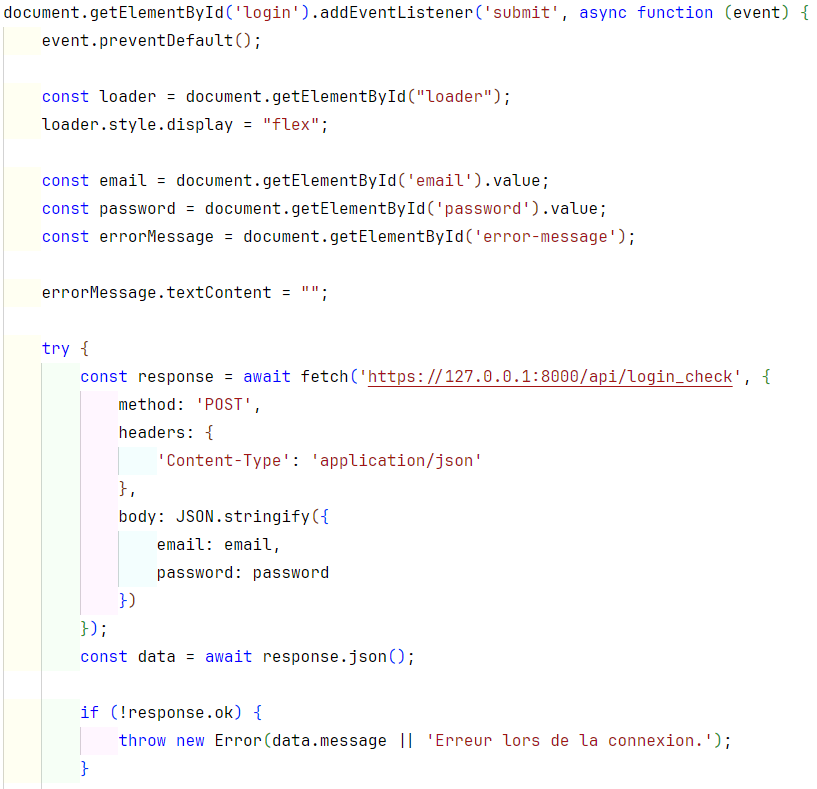 document.getElementById('login').addEventListener('submit', async function (event) {
    event.preventDefault();

    const loader = document.getElementById("loader");
    loader.style.display = "flex";

    const email = document.getElementById('email').value;
    const password = document.getElementById('password').value;
    const errorMessage = document.getElementById('error-message');

    errorMessage.textContent = "";

    try {
        const response = await fetch('https://127.0.0.1:8000/api/login_check', {
            method: 'POST',
            headers: {
                'Content-Type': 'application/json'
            },
            body: JSON.stringify({
                email: email,
                password: password
            })
        });
        const data = await response.json();

        if (!response.ok) {
            throw new Error(data.message || 'Erreur lors de la connexion.');
        }